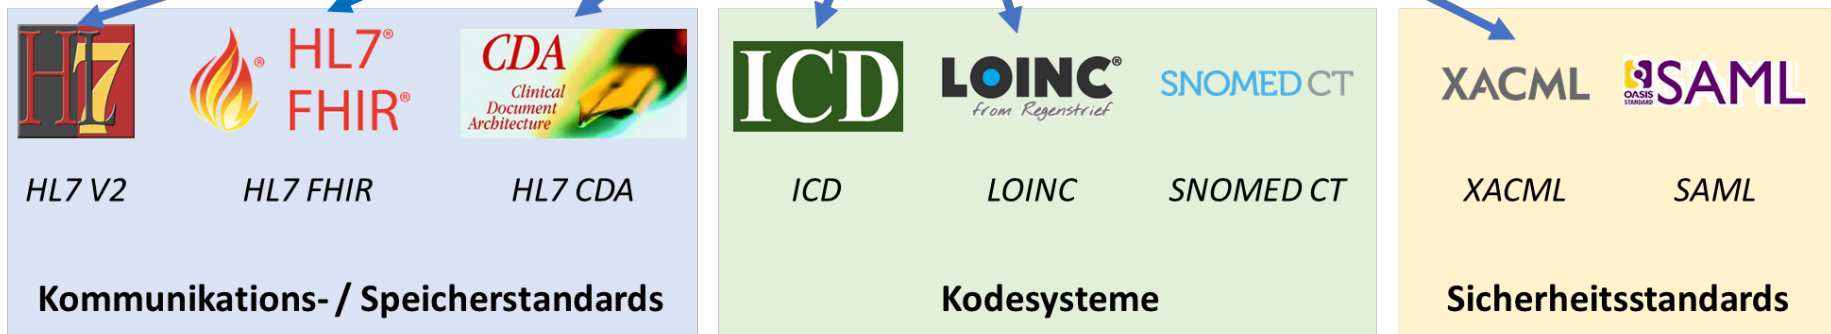 HL7
HL7®
FHIR®
CDA
Clinical
Document
Architecture
ICD
LOINC®
from Regenstrief
SNOMED CT
XACML
OASIS
STANDARD
SAML
HL7 V2
HL7 FHIR
HL7 CDA
ICD
LOINC
SNOMED CT
XACML
SAML
Kommunikations- / Speicherstandards
Kodesysteme
Sicherheitsstandards